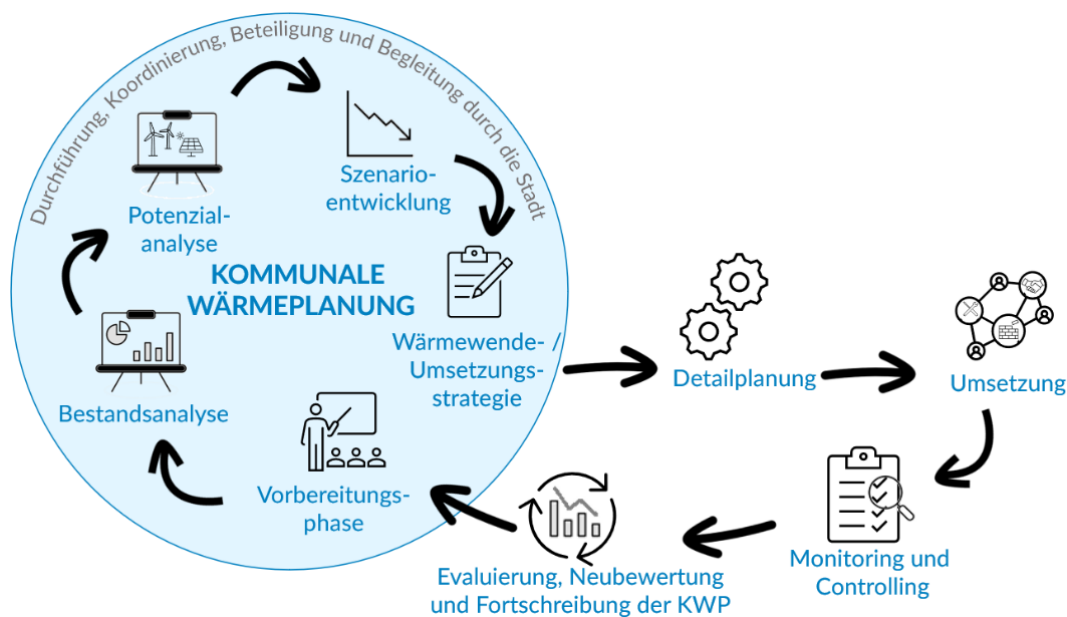 Durchführung, Koordinierung, Beteiligung und Begleitung durch die Stadt
Szenario-
entwicklung
Potenzial-
analyse
KOMMUNALE
WÄRMEPLANUNG
Wärmewende- /
Umsetzungs-
strategie
Detailplanung
Umsetzung
Bestandsanalyse
Vorbereitungs-
phase
Monitoring und
Controlling
Evaluierung, Neubewertung
und Fortschreibung der KWP